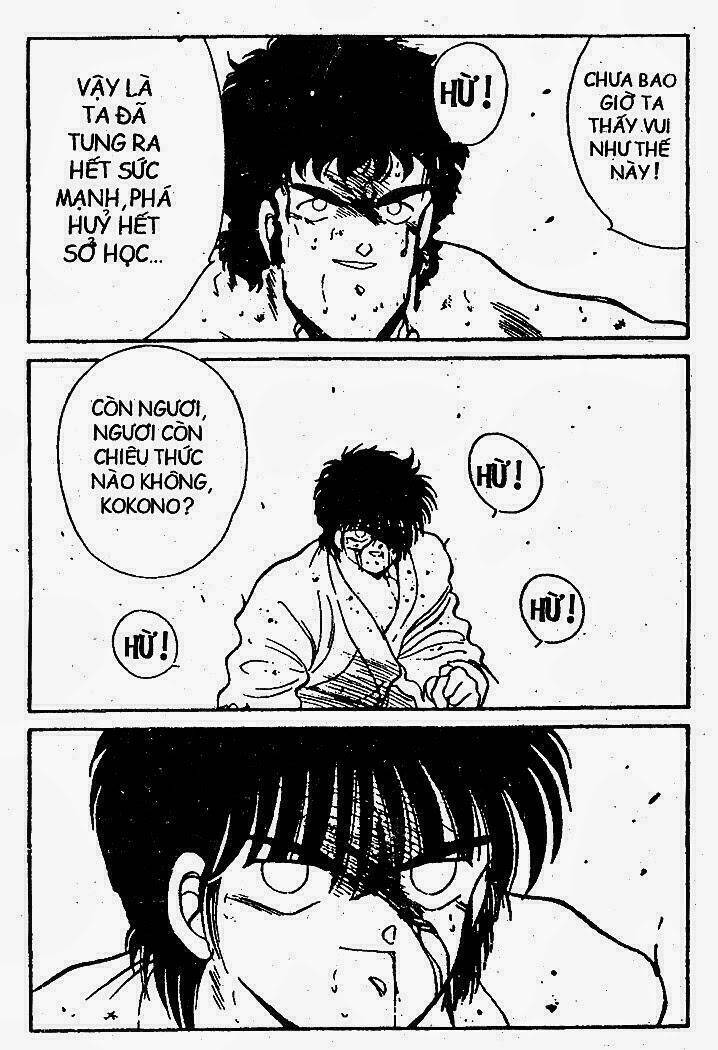 CHƯA BAO
GIỜ TA
THẤY VUI
NHƯ THẾ
NÀY!
HỪ!
VẬY LÀ
TA ĐÃ
TUNG RA
HẾT SỨC
MẠNH, PHÁ
HUỶ HẾT
SỞ HỌC...
CÒN NGƯƠI,
NGƯƠI CÒN
CHIÊU THỨC
NÀO KHÔNG,
KOKONO?
HỪ!
HỪ!
HỪ!